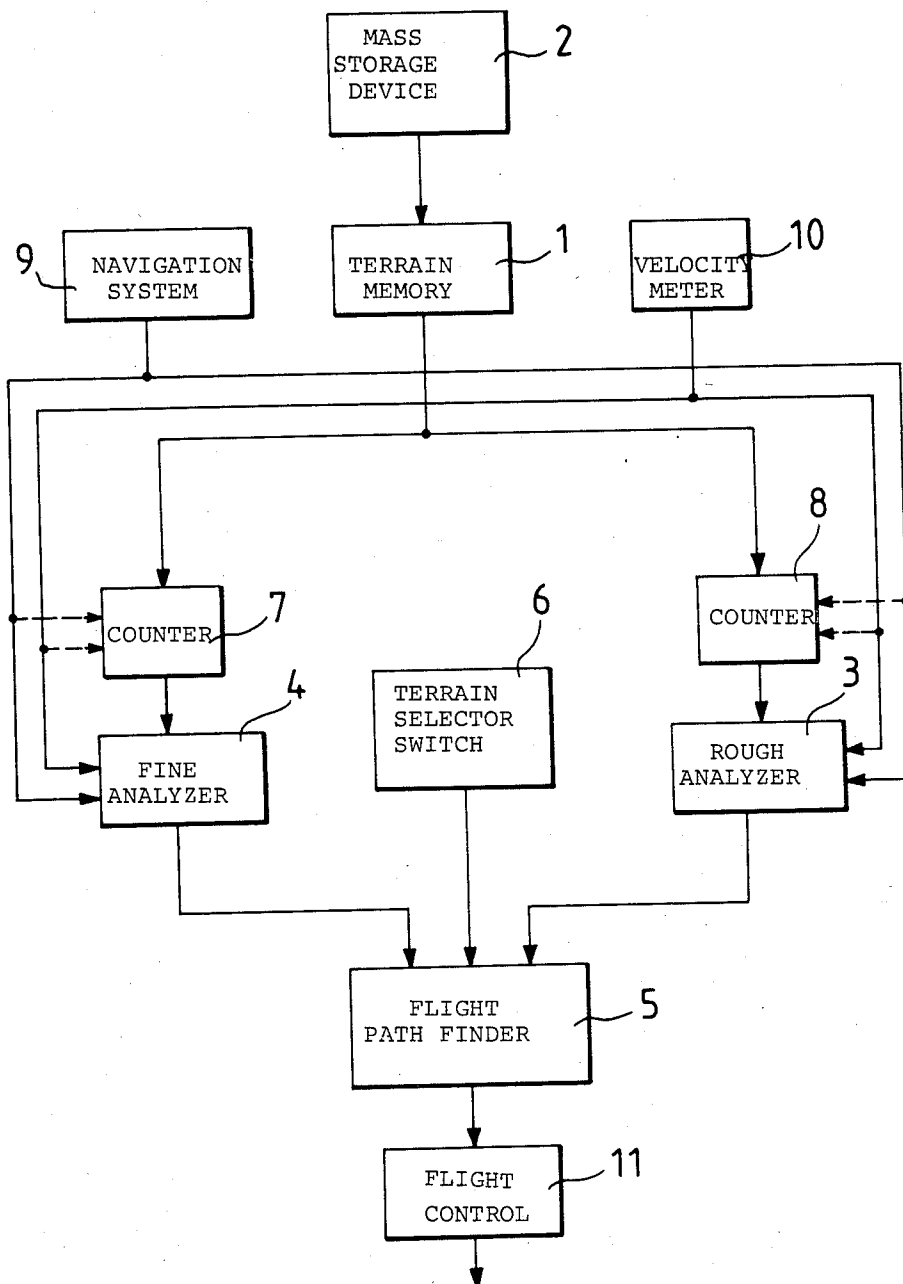 MASS
STORAGE
DEVICE
2
9
NAVIGATION
SYSTEM
TERRAIN
MEMORY
1
VELOCITY
METER
10
COUNTER
7
6
TERRAIN
SELECTOR
SWITCH
8
COUNTER
4
FINE
ANALYZER
3
ROUGH
ANALYZER
FLIGHT
PATH FINDER
5
FLIGHT
CONTROL
11